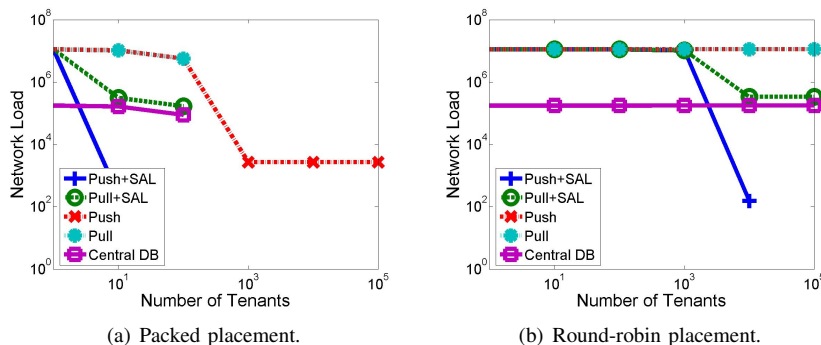 10^8
10^6
10^4
10^2
10^0
Network Load
Push+SAL
Pull+SAL
Push
Pull
Central DB
10^1
10^3
10^5
Number of Tenants
(a) Packed placement.
10^8
10^6
10^4
10^2
10^0
Network Load
Push+SAL
Pull+SAL
Push
Pull
Central DB
10^1
10^3
10^5
Number of Tenants
(b) Round-robin placement.